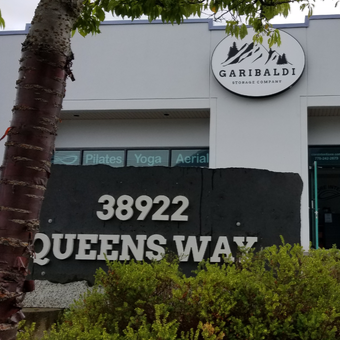 GARIBALDI
STORAGE COMPANY
Pilates Yoga Aerial
38922
QUEENS WAY